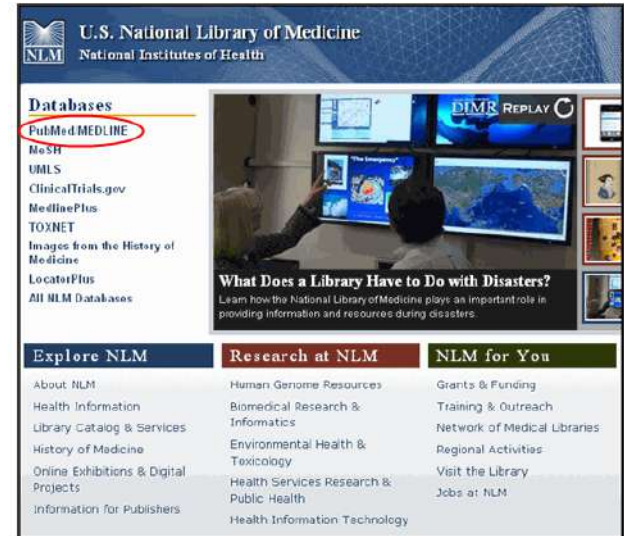 U.S. National Library of Medicine
NLM
National Institutes of Health
Databases
PubMed/MEDLINE
MeSH
UMLS
ClinicalTrials.gov
MedlinePlus
TOXNET
Images from the History of
Medicine
LocatorPlus
All NLM Databases
DIMR REPLAY
"The Emergency"
What Does a Library Have to Do with Disasters?
Learn how the National Library of Medicine plays an important role in
providing information and resources during disasters.
Explore NLM
About NLM
Health Information
Library Catalog & Services
History of Medicine
Online Exhibitions & Digital
Projects
Information for Publishers
Research at NLM
Human Genome Resources
Biomedical Research &
Informatics
Environmental Health &
Toxicology
Health Services Research &
Public Health
Health Information Technology
NLM for You
Grants & Funding
Training & Outreach
Network of Medical Libraries
Regional Activities
Visit the Library
Jobs at NLM